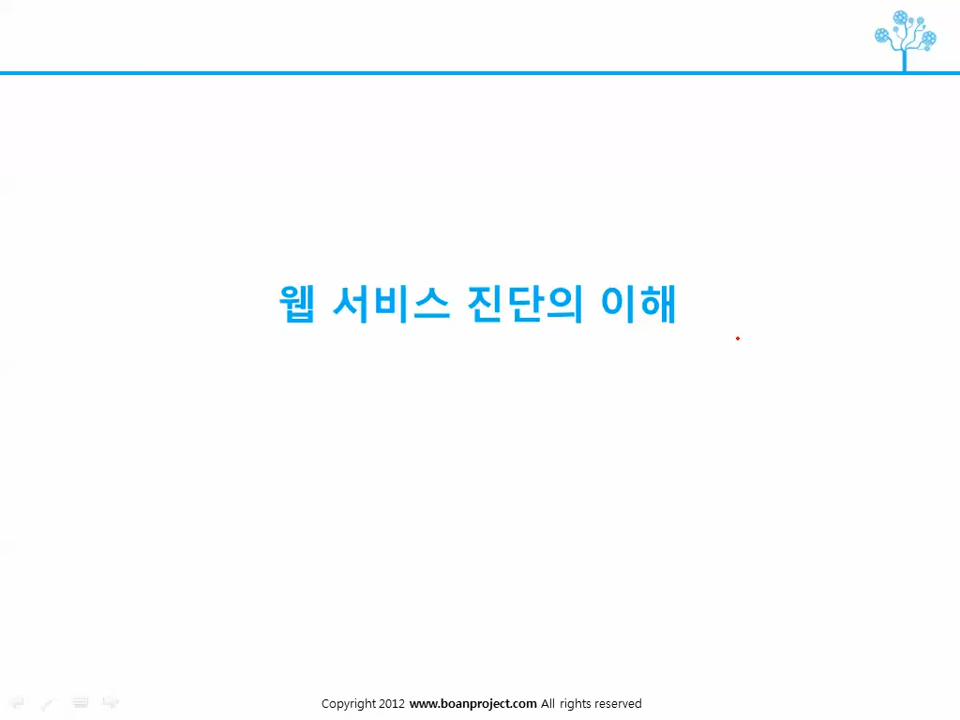 웹 서비스 진단의 이해
Copyright 2012 www.boanproject.com All rights reserved